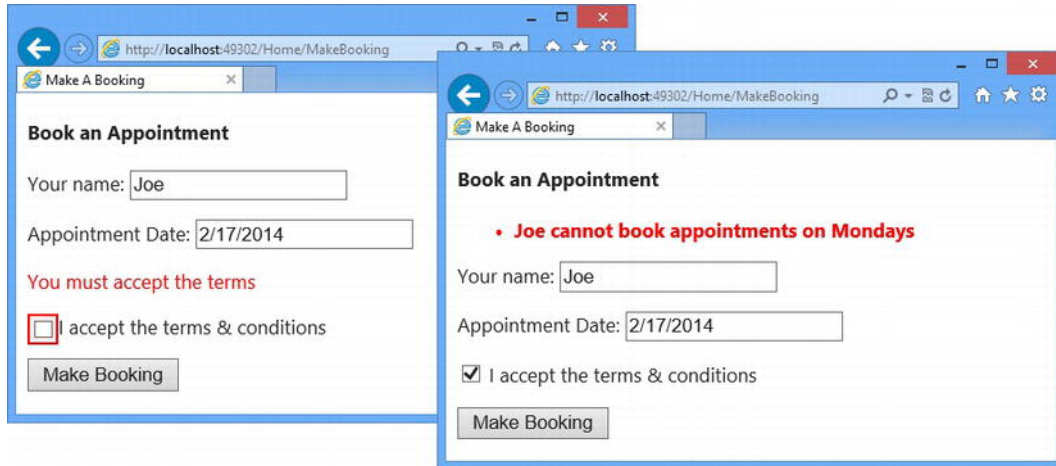 http://localhost:49302/Home/MakeBooking
Make A Booking
Book an Appointment
Your name: Joe
Appointment Date: 2/17/2014
You must accept the terms
I accept the terms & conditions
Make Booking
http://localhost:49302/Home/MakeBooking
Make A Booking
Book an Appointment
• Joe cannot book appointments on Mondays
Your name: Joe
Appointment Date: 2/17/2014
I accept the terms & conditions
Make Booking